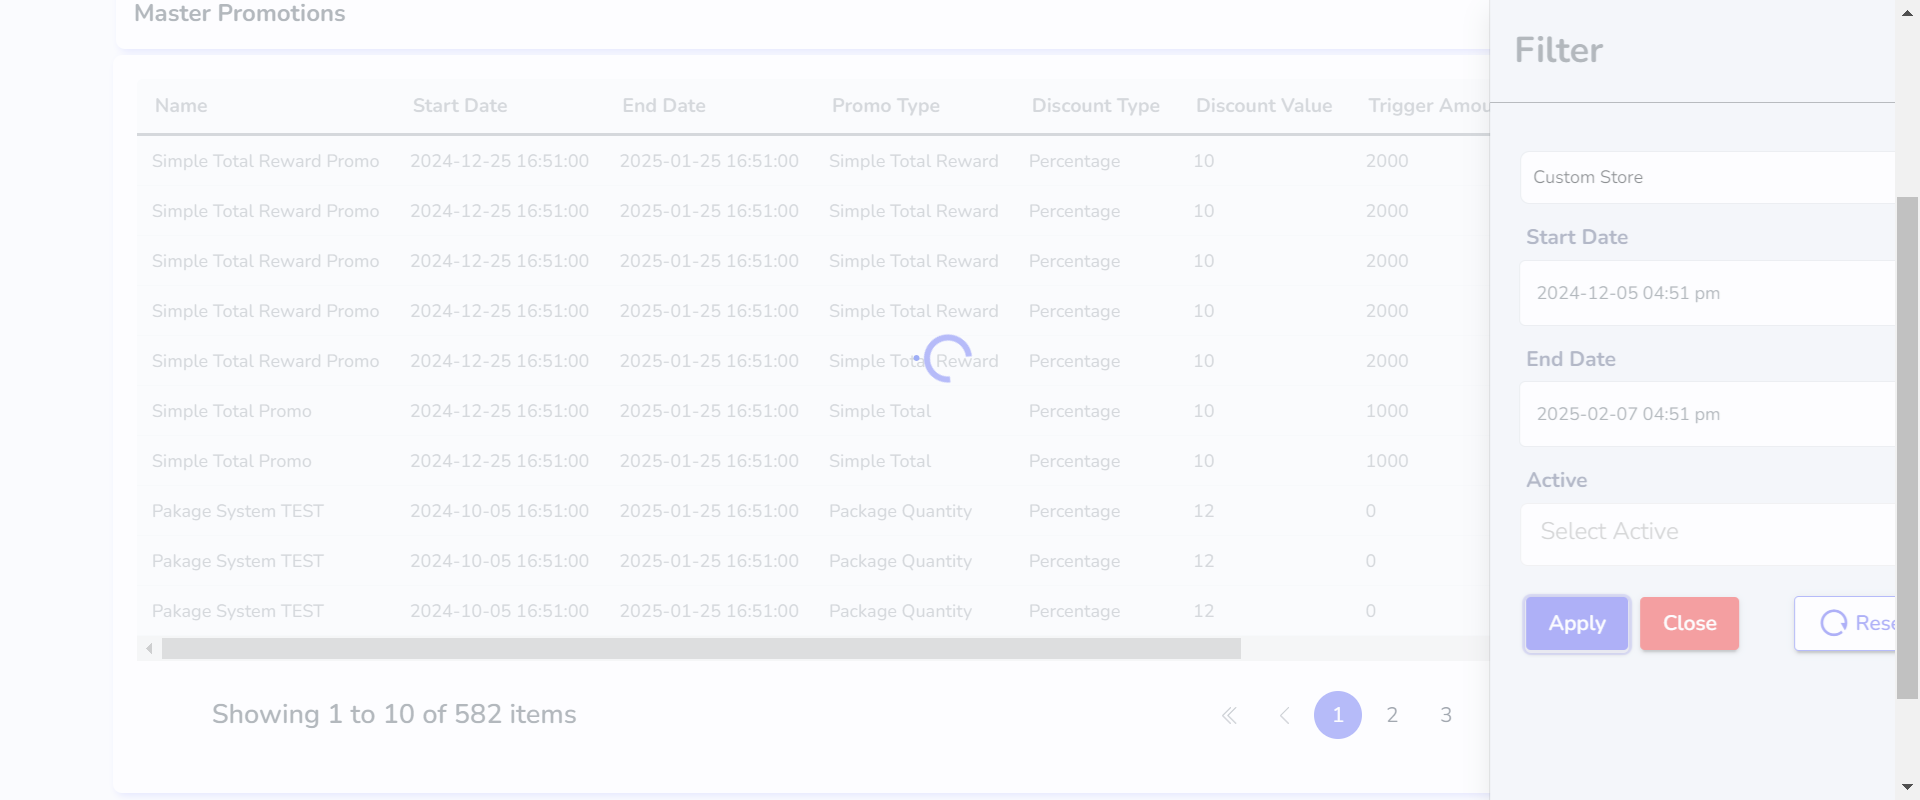 Master Promotions
Filter
Name Start Date End Date Promo Type Discount Type Discount Value Trigger Amou
Simple Total Reward Promo 2024-12-25 16:51:00 2025-01-25 16:51:00 Simple Total Reward Percentage 10 2000
Simple Total Reward Promo 2024-12-25 16:51:00 2025-01-25 16:51:00 Simple Total Reward Percentage 10 2000
Simple Total Reward Promo 2024-12-25 16:51:00 2025-01-25 16:51:00 Simple Total Reward Percentage 10 2000
Simple Total Reward Promo 2024-12-25 16:51:00 2025-01-25 16:51:00 Simple Total Reward Percentage 10 2000
Simple Total Reward Promo 2024-12-25 16:51:00 2025-01-25 16:51:00 Simple Total Reward Percentage 10 2000
Simple Total Promo 2024-12-25 16:51:00 2025-01-25 16:51:00 Simple Total Percentage 10 1000
Simple Total Promo 2024-12-25 16:51:00 2025-01-25 16:51:00 Simple Total Percentage 10 1000
Pakage System TEST 2024-10-05 16:51:00 2025-01-25 16:51:00 Package Quantity Percentage 12 0
Pakage System TEST 2024-10-05 16:51:00 2025-01-25 16:51:00 Package Quantity Percentage 12 0
Pakage System TEST 2024-10-05 16:51:00 2025-01-25 16:51:00 Package Quantity Percentage 12 0
Showing 1 to 10 of 582 items
1 2 3
Custom Store
Start Date
2024-12-05 04:51 pm
End Date
2025-02-07 04:51 pm
Active
Select Active
Apply Close Rese